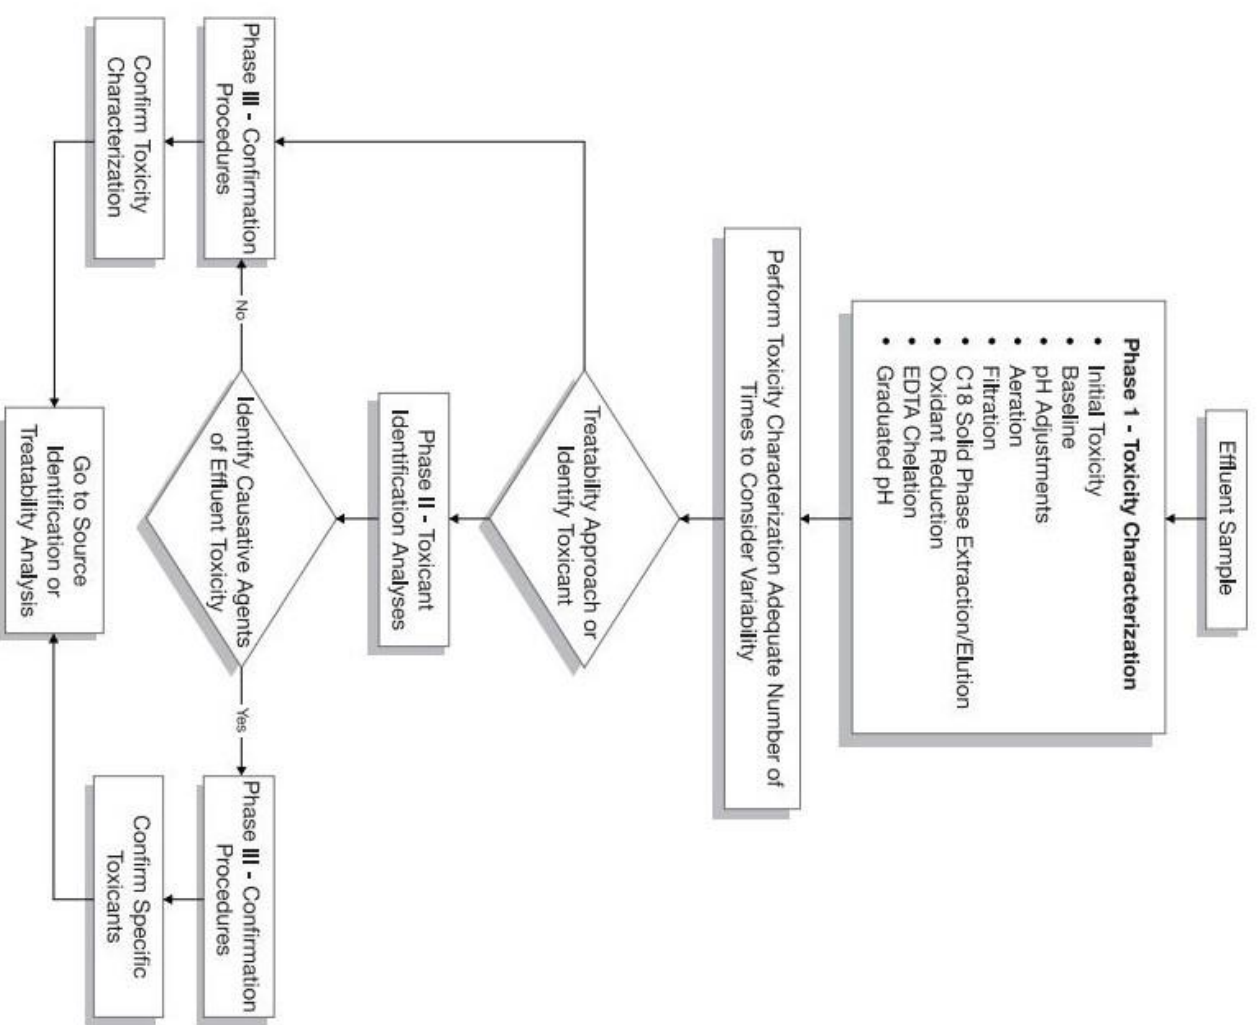 Effluent Sample
Phase 1 - Toxicity Characterization
• Initial Toxicity
• Baseline
• pH Adjustments
• Aeration
• Filtration
• C18 Solid Phase Extraction/Elution
• Oxidant Reduction
• EDTA Chelation
• Graduated pH
Perform Toxicity Characterization Adequate Number of
Times to Consider Variability
Treatability Approach or
Identify Toxicant
Phase II - Toxicant
Identification Analyses
Identify Causative Agents
of Effluent Toxicity
No
Yes
Phase III - Confirmation
Procedures
Phase III - Confirmation
Procedures
Confirm Toxicity
Characterization
Confirm Specific
Toxicants
Go to Source
Identification or
Treatability Analysis